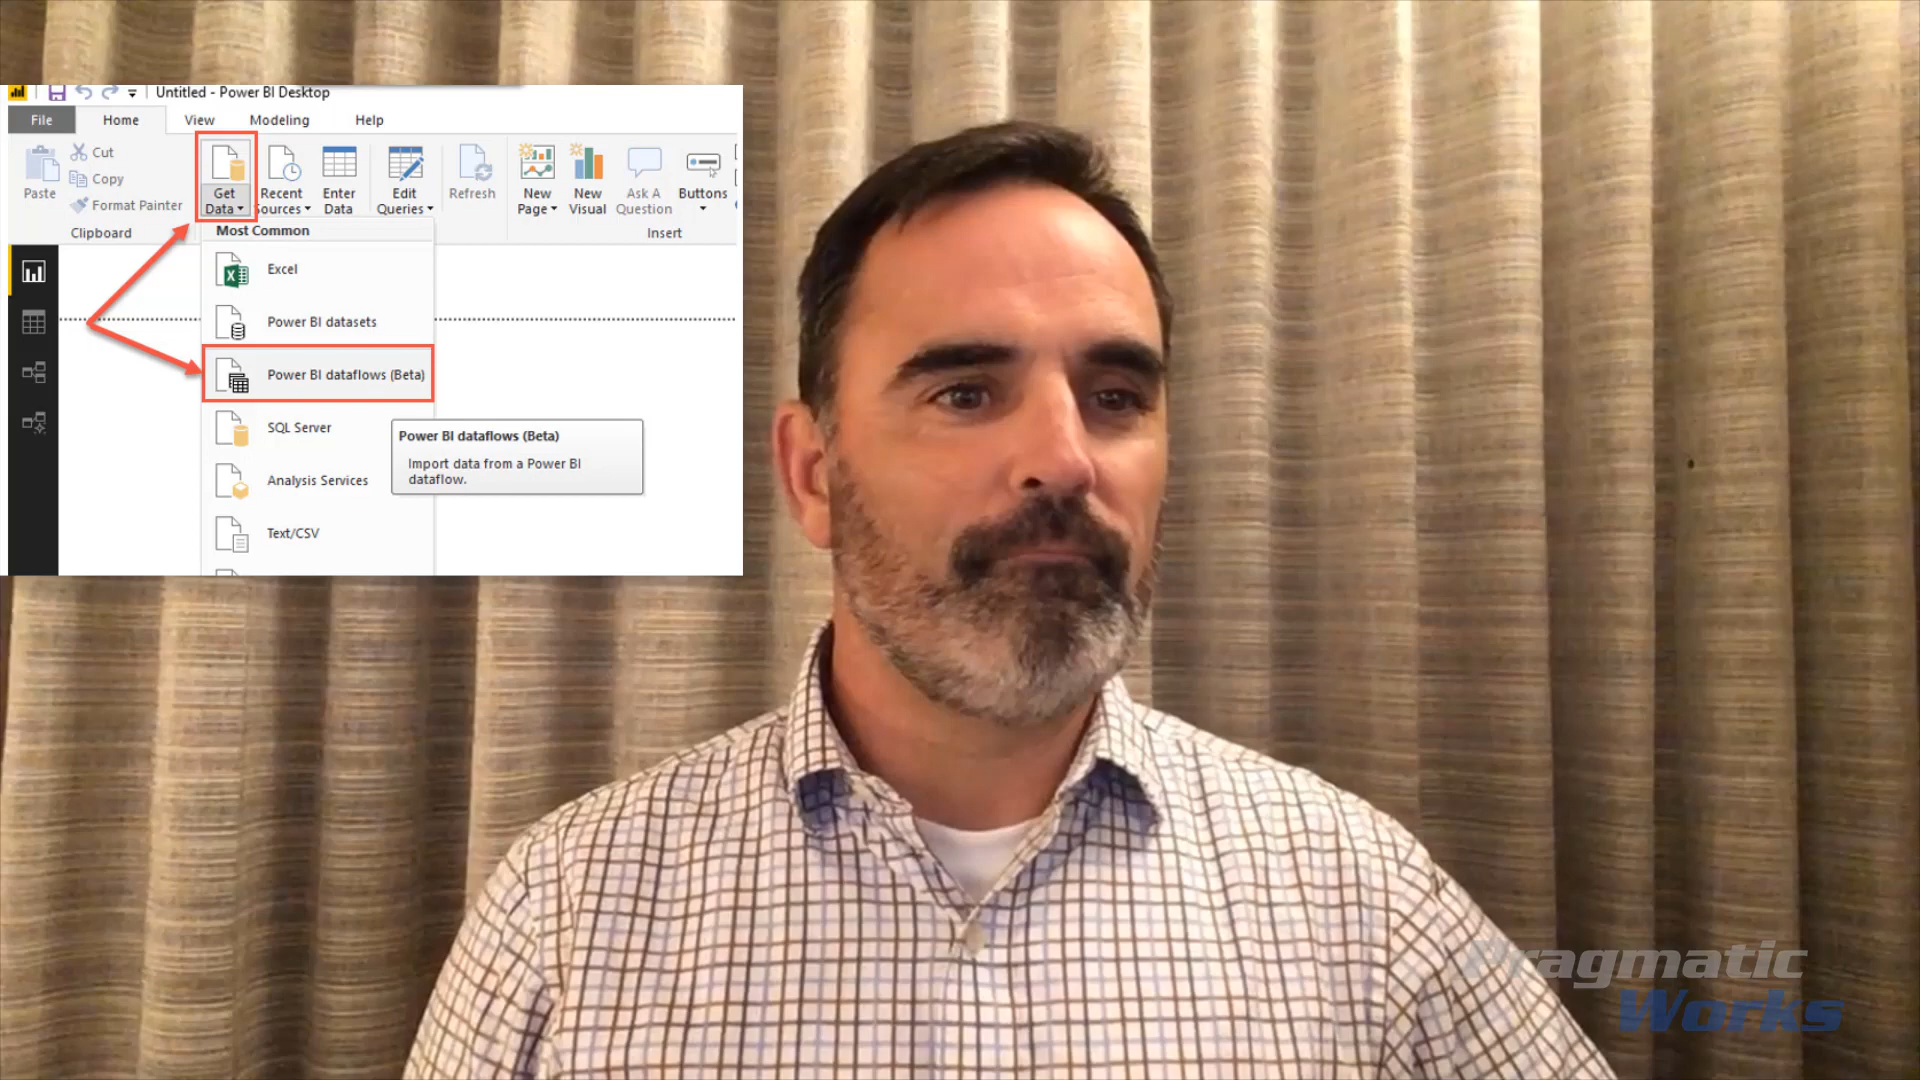 Untitled - Power BI Desktop
File Home View Modeling Help
Cut
Copy
Format Painter
Paste
Clipboard
Get Data
Recent Sources
Enter Data
Edit Queries
Refresh
New Page
New Visual
Ask A Question
Buttons
Insert
Most Common
Excel
Power BI datasets
Power BI dataflows (Beta)
SQL Server
Analysis Services
Text/CSV
Power BI dataflows (Beta)
Import data from a Power BI
dataflow.
Pragmatic
Works